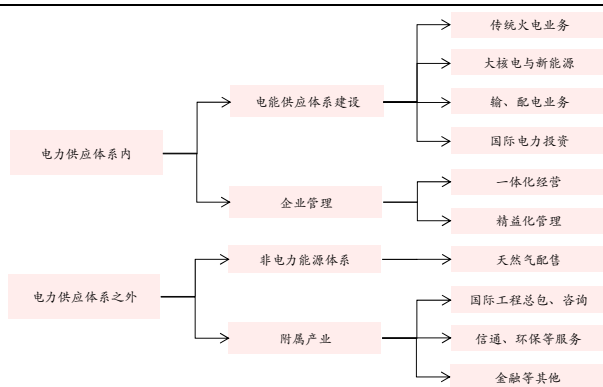 传统火电业务
大核电与新能源
电能供应体系建设
输、配电业务
国际电力投资
电力供应体系内
一体化经营
企业管理
精益化管理
非电力能源体系
天然气配售
电力供应体系之外
国际工程总包、咨询
附属产业
信通、环保等服务
金融等其他